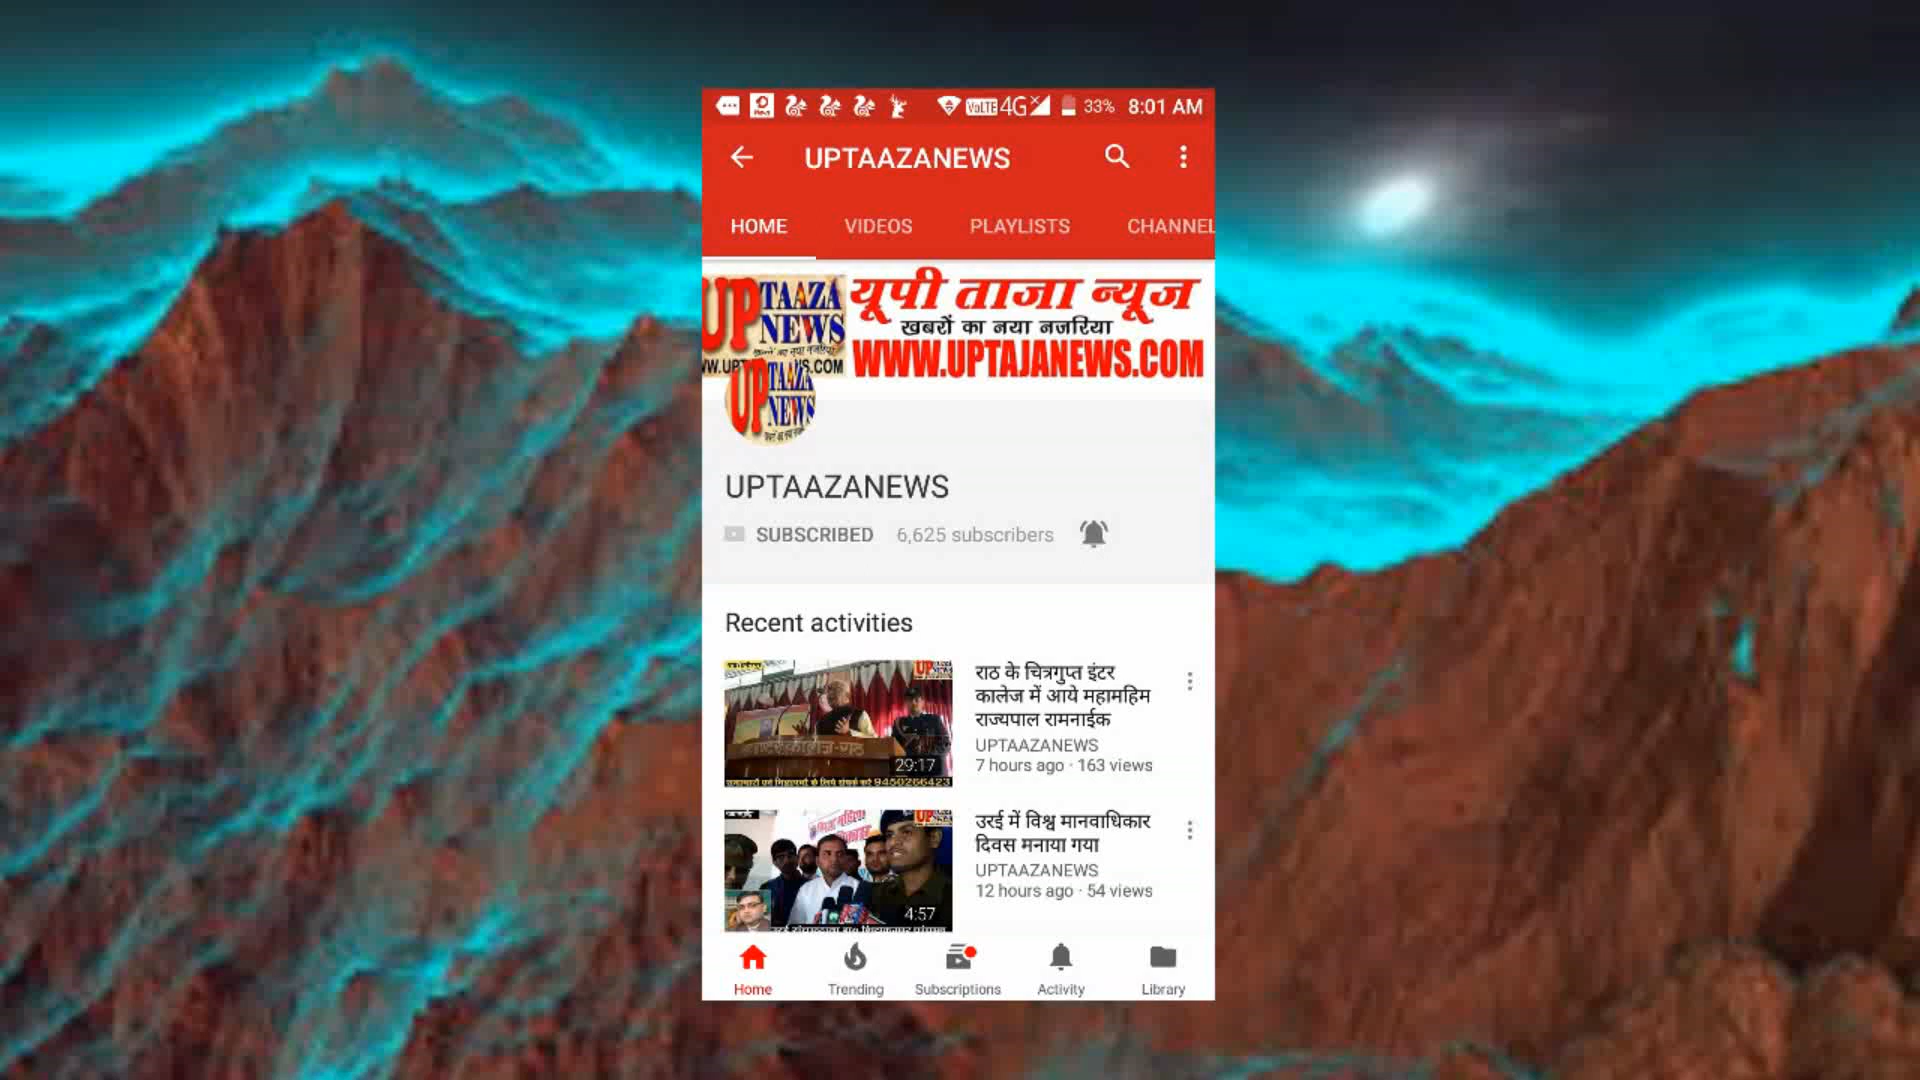 VoLTE 4G 33% 8:01 AM
UPTAAZANEWS
HOME VIDEOS PLAYLISTS CHANNEL
UP TAAZA NEWS
यूपी ताजा न्यूज
खबरों का नया नजरिया
WWW.UPTAJANEWS.COM
UP TAAZA NEWS
UPTAAZANEWS
SUBSCRIBED 6,625 subscribers
Recent activities
राठ के चित्रगुप्त इंटर
कालेज में आये महामहिम
राज्यपाल रामनाईक
UPTAAZANEWS
7 hours ago · 163 views
29:17
9450266423
उरई में विश्व मानवाधिकार
दिवस मनाया गया
UPTAAZANEWS
12 hours ago · 54 views
4:57
Home Trending Subscriptions Activity Library